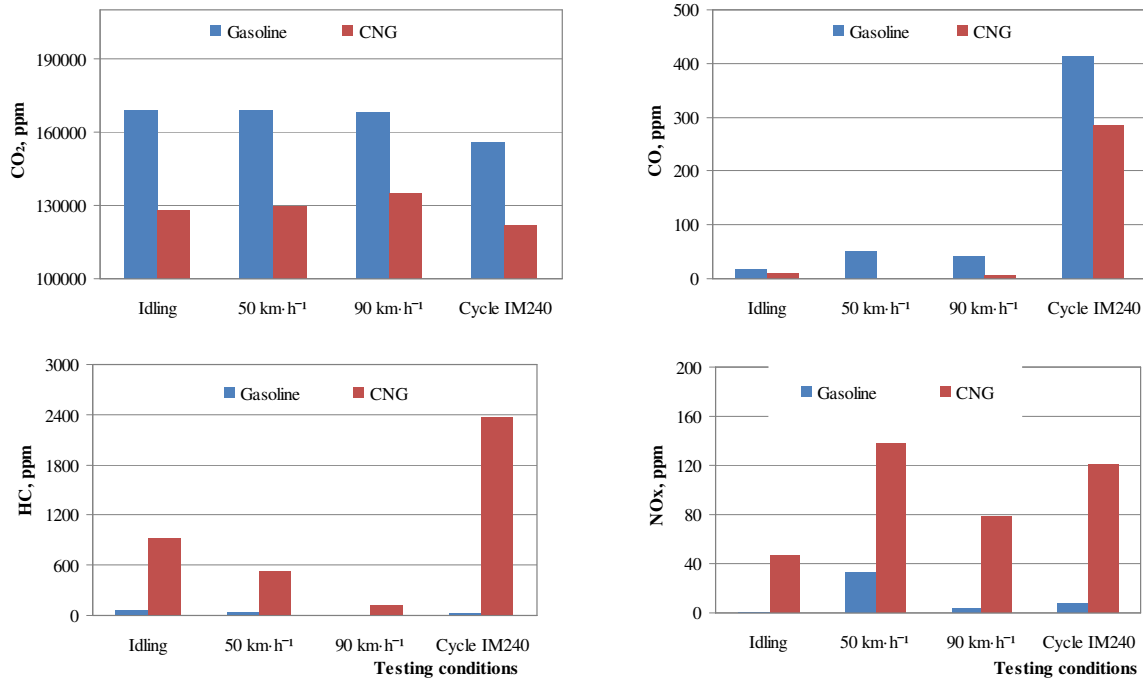 Gasoline CNG
190000
160000
130000
100000
CO₂, ppm
Idling 50 km·h⁻¹ 90 km·h⁻¹ Cycle IM240
500
400
300
200
100
0
CO, ppm
Gasoline CNG
Idling 50 km·h⁻¹ 90 km·h⁻¹ Cycle IM240
3000
2400
1800
1200
600
0
HC, ppm
Gasoline CNG
Idling 50 km·h⁻¹ 90 km·h⁻¹ Cycle IM240
Testing conditions
200
160
120
80
40
0
NOx, ppm
Gasoline CNG
Idling 50 km·h⁻¹ 90 km·h⁻¹ Cycle IM240
Testing conditions